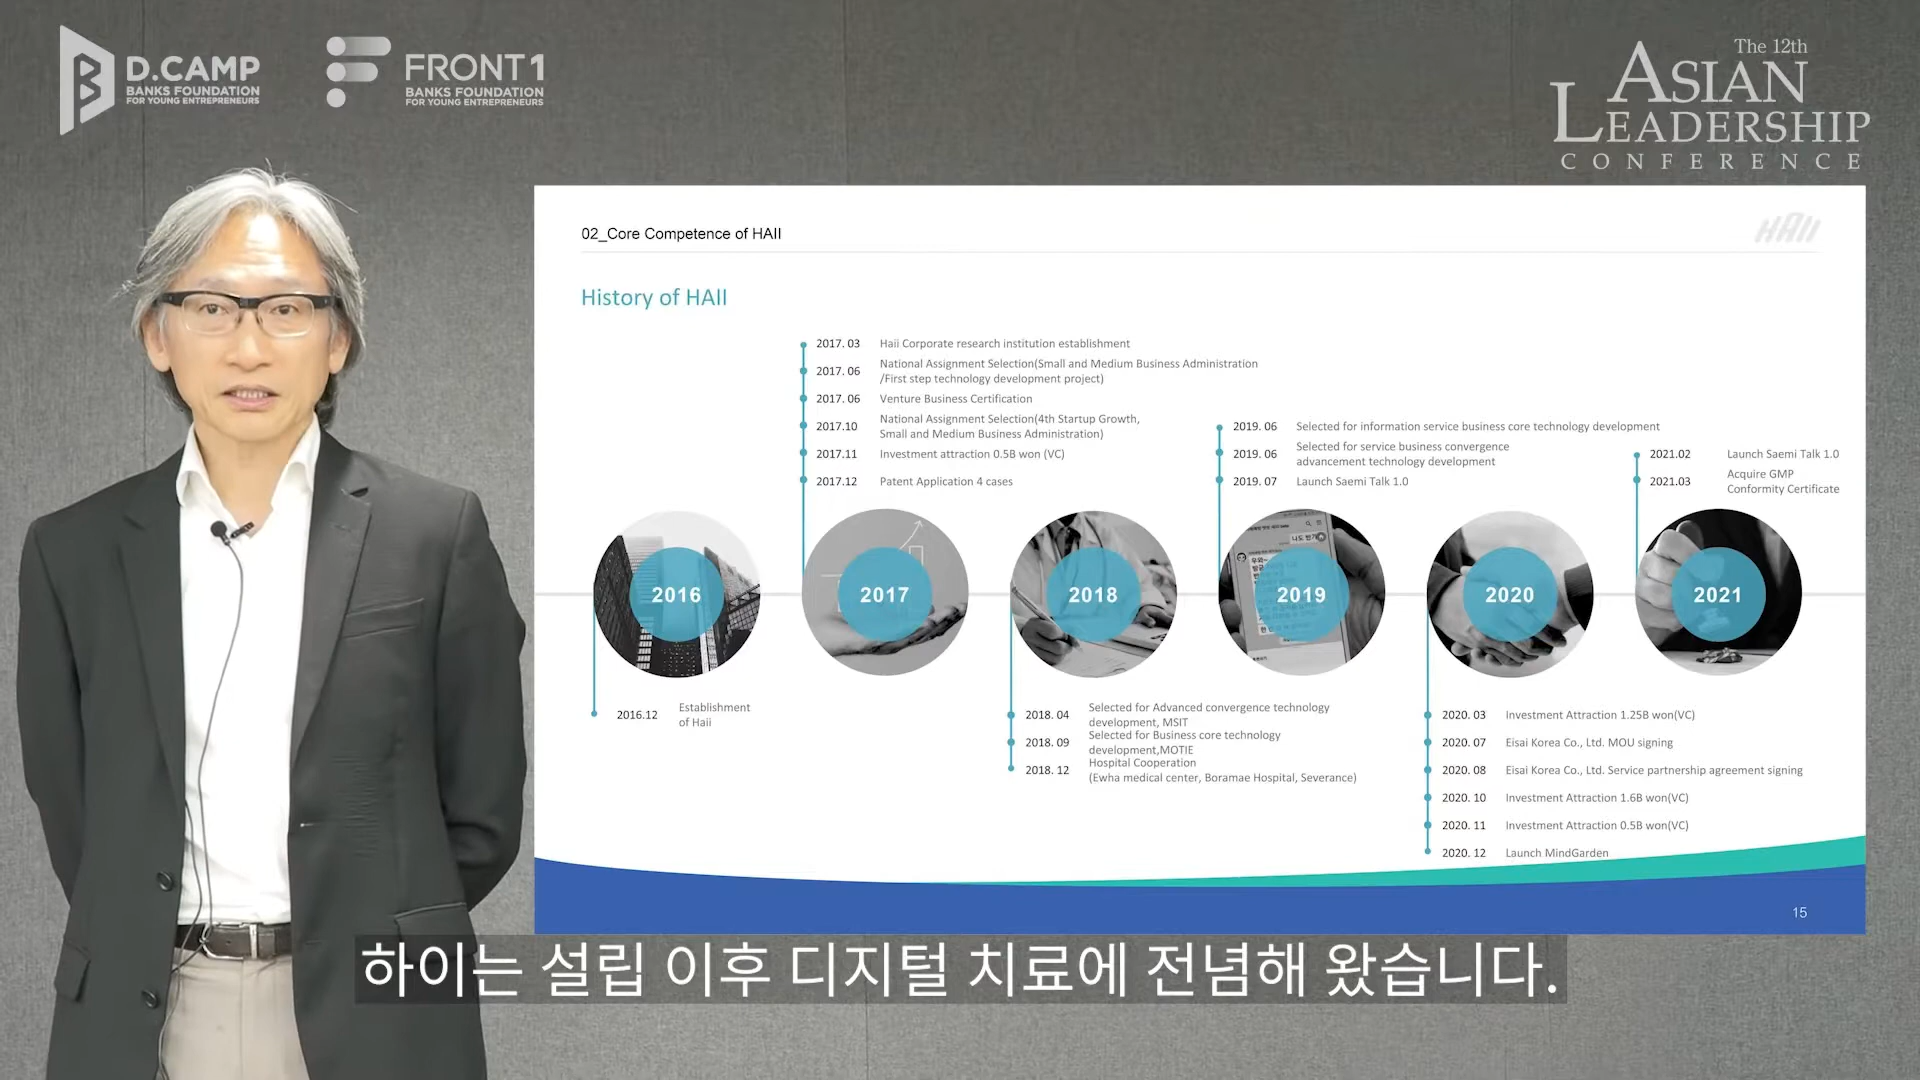 D.CAMP
BANKS FOUNDATION
FOR YOUNG ENTREPRENEURS
FRONT1
BANKS FOUNDATION
FOR YOUNG ENTREPRENEURS
The 12th
ASIAN
LEADERSHIP
CONFERENCE
02_Core Competence of HAII
HAII
History of HAII
2017. 03 Haii Corporate research institution establishment
2017. 06 National Assignment Selection(Small and Medium Business Administration
/First step technology development project)
2017. 06 Venture Business Certification
2017.10 National Assignment Selection(4th Startup Growth,
Small and Medium Business Administration)
2017.11 Investment attraction 0.5B won (VC)
2017.12 Patent Application 4 cases
2019. 06 Selected for information service business core technology development
2019. 06 Selected for service business convergence
advancement technology development
2019. 07 Launch Saemi Talk 1.0
2021.02 Launch Saemi Talk 1.0
2021.03 Acquire GMP
Conformity Certificate
2016
2017
2018
2019
2020
2021
나도 반
2016.12 Establishment
of Haii
2018. 04 Selected for Advanced convergence technology
development, MSIT
2018. 09 Selected for Business core technology
development,MOTIE
2018. 12 Hospital Cooperation
(Ewha medical center, Boramae Hospital, Severance)
2020. 03 Investment Attraction 1.25B won(VC)
2020. 07 Eisai Korea Co., Ltd. MOU signing
2020. 08 Eisai Korea Co., Ltd. Service partnership agreement signing
2020. 10 Investment Attraction 1.6B won(VC)
2020. 11 Investment Attraction 0.5B won(VC)
2020. 12 Launch MindGarden
15
하이는 설립 이후 디지털 치료에 전념해 왔습니다.